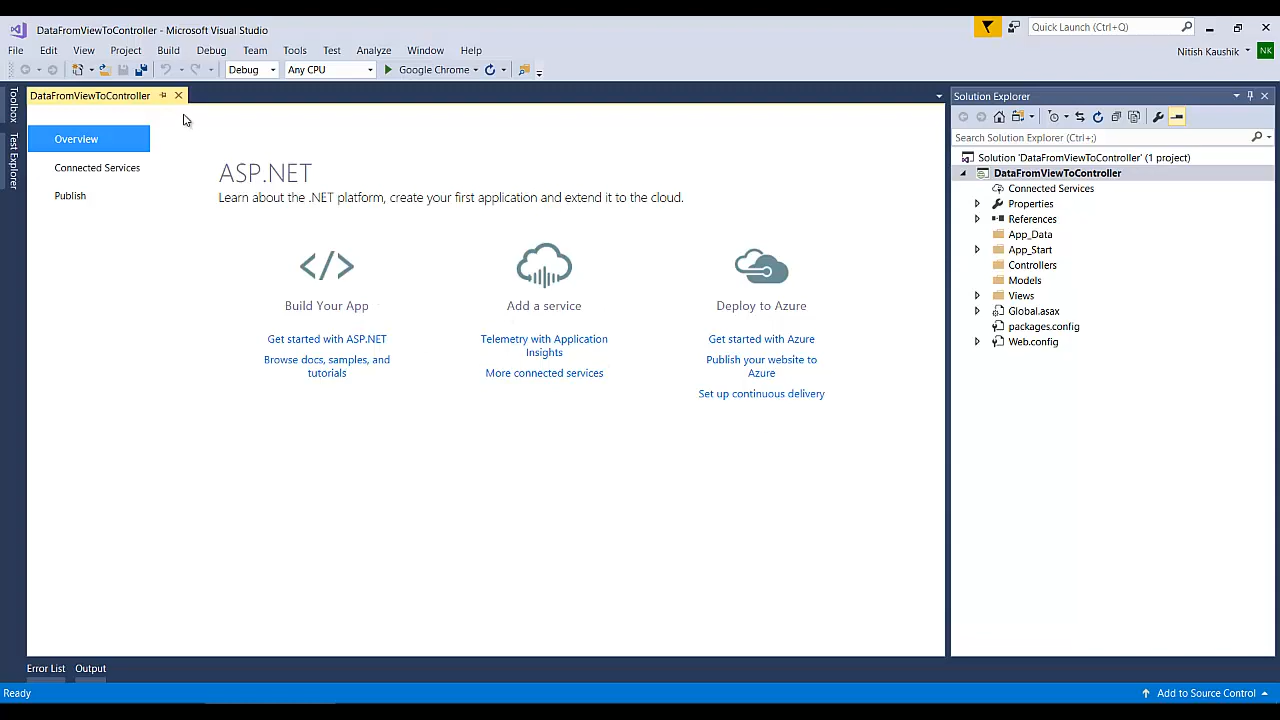 DataFromViewToController - Microsoft Visual Studio
Quick Launch (Ctrl+Q)
File Edit View Project Build Debug Team Tools Test Analyze Window Help
Nitish Kaushik
NK
Debug
Any CPU
Google Chrome
Toolbox
Test Explorer
DataFromViewToController
Overview
Connected Services
Publish
ASP.NET
Learn about the .NET platform, create your first application and extend it to the cloud.
Build Your App
Get started with ASP.NET
Browse docs, samples, and
tutorials
Add a service
Telemetry with Application
Insights
More connected services
Deploy to Azure
Get started with Azure
Publish your website to
Azure
Set up continuous delivery
Solution Explorer
Search Solution Explorer (Ctrl+;)
Solution 'DataFromViewToController' (1 project)
DataFromViewToController
Connected Services
Properties
References
App_Data
App_Start
Controllers
Models
Views
Global.asax
packages.config
Web.config
Error List
Output
Ready
Add to Source Control